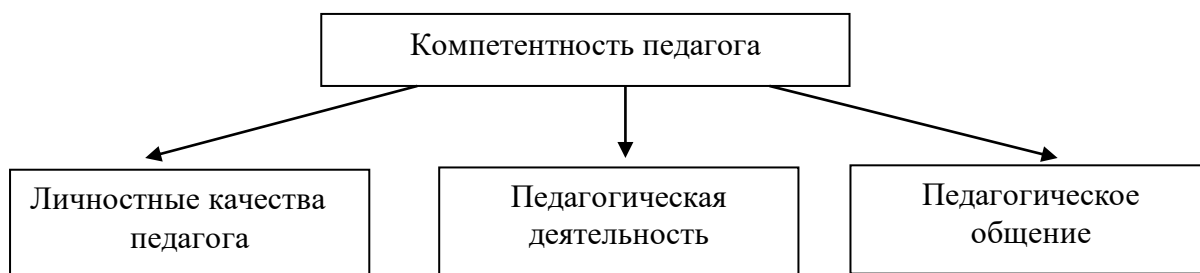 Компетентность педагога
Личностные качества
педагога
Педагогическая
деятельность
Педагогическое
общение